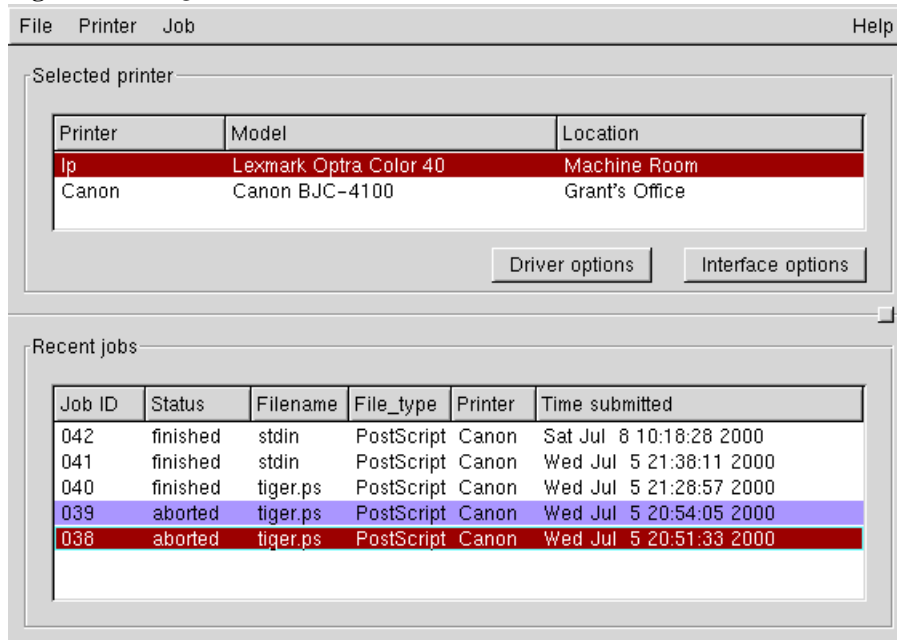 File Printer Job Help
Selected printer
Printer Model Location
lp Lexmark Optra Color 40 Machine Room
Canon Canon BJC-4100 Grant's Office
Driver options Interface options
Recent jobs
Job ID Status Filename File_type Printer Time submitted
042 finished stdin PostScript Canon Sat Jul 8 10:18:28 2000
041 finished stdin PostScript Canon Wed Jul 5 21:38:11 2000
040 finished tiger.ps PostScript Canon Wed Jul 5 21:28:57 2000
039 aborted tiger.ps PostScript Canon Wed Jul 5 20:54:05 2000
038 aborted tiger.ps PostScript Canon Wed Jul 5 20:51:33 2000